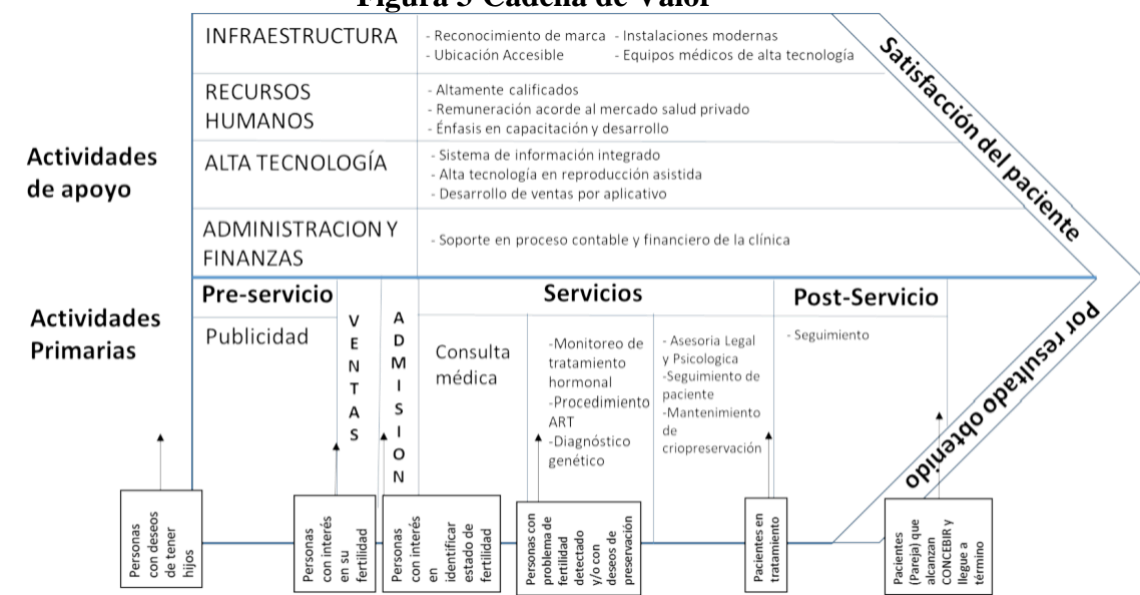 Figura 3 Cadena de Valor
INFRAESTRUCTURA
- Reconocimiento de marca - Instalaciones modernas
- Ubicación Accesible - Equipos médicos de alta tecnología
RECURSOS
HUMANOS
- Altamente calificados
- Remuneración acorde al mercado salud privado
- Énfasis en capacitación y desarrollo
Actividades
de apoyo
ALTA TECNOLOGÍA
- Sistema de información integrado
- Alta tecnología en reproducción asistida
- Desarrollo de ventas por aplicativo
ADMINISTRACION Y
FINANZAS
- Soporte en proceso contable y financiero de la clínica
Satisfacción del paciente
Por resultado obtenido
Actividades
Primarias
Pre-servicio
Publicidad
VENTAS
ADMISION
Servicios
Consulta
médica
-Monitoreo de
tratamiento
hormonal
-Procedimiento
ART
-Diagnóstico
genético
- Asesoria Legal
y Psicologica
-Seguimiento de
paciente
-Mantenimiento
de
criopreservación
Post-Servicio
- Seguimiento
Personas
con deseos
de tener
hijos
Personas
con interés
en su
fertilidad
Personas
con interés
en
identificar
estado de
fertilidad
Personas con
problema de
fertilidad
detectado
y/o con
deseos de
preservación
Pacientes en
tratamiento
Pacientes
(Pareja) que
alcanzan
CONCEBIR y
llegue a
término